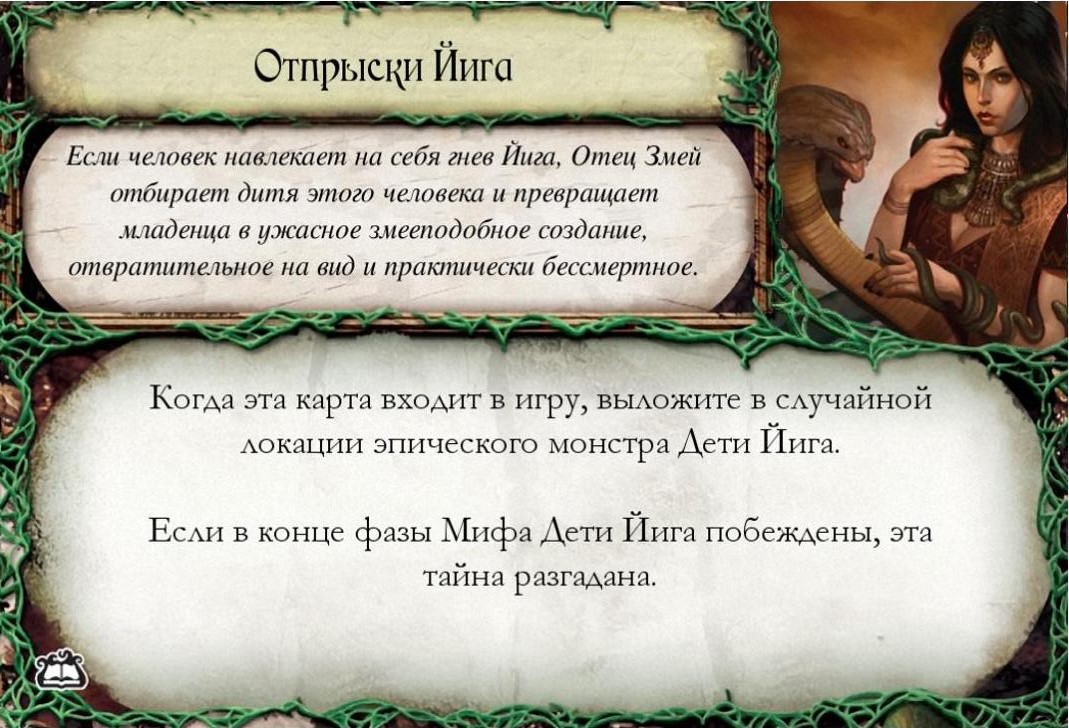 Отпрыски Йига
Если человек навлекает на себя гнев Йига, Отец Змей
отбирает дитя этого человека и превращает
младенца в ужасное змееподобное создание,
отвратительное на вид и практически бессмертное.
Когда эта карта входит в игру, выложите в случайной
локации эпического монстра Дети Йига.
Если в конце фазы Мифа Дети Йига побеждены, эта
тайна разгадана.